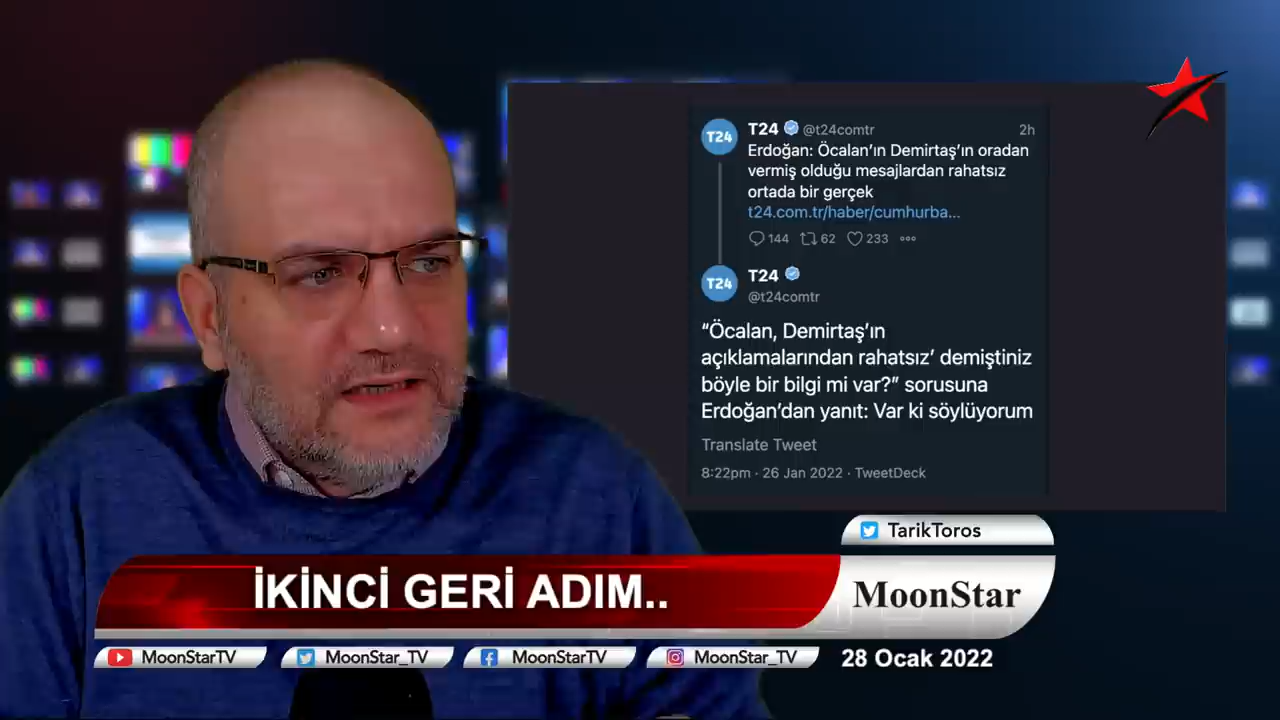 T24 @t24comtr 2h
Erdoğan: Öcalan'ın Demirtaş'ın oradan
vermiş olduğu mesajlardan rahatsız
ortada bir gerçek
t24.com.tr/haber/cumhurba...
144 62 233
T24
T24
T24
@t24comtr
“Öcalan, Demirtaş'ın
açıklamalarından rahatsız' demiştiniz
böyle bir bilgi mi var?” sorusuna
Erdoğan'dan yanıt: Var ki söylüyorum
Translate Tweet
8:22pm · 26 Jan 2022 · TweetDeck
TarikToros
İKİNCİ GERİ ADIM..
MoonStar
MoonStarTV
MoonStar_TV
MoonStarTV
MoonStar_TV
28 Ocak 2022